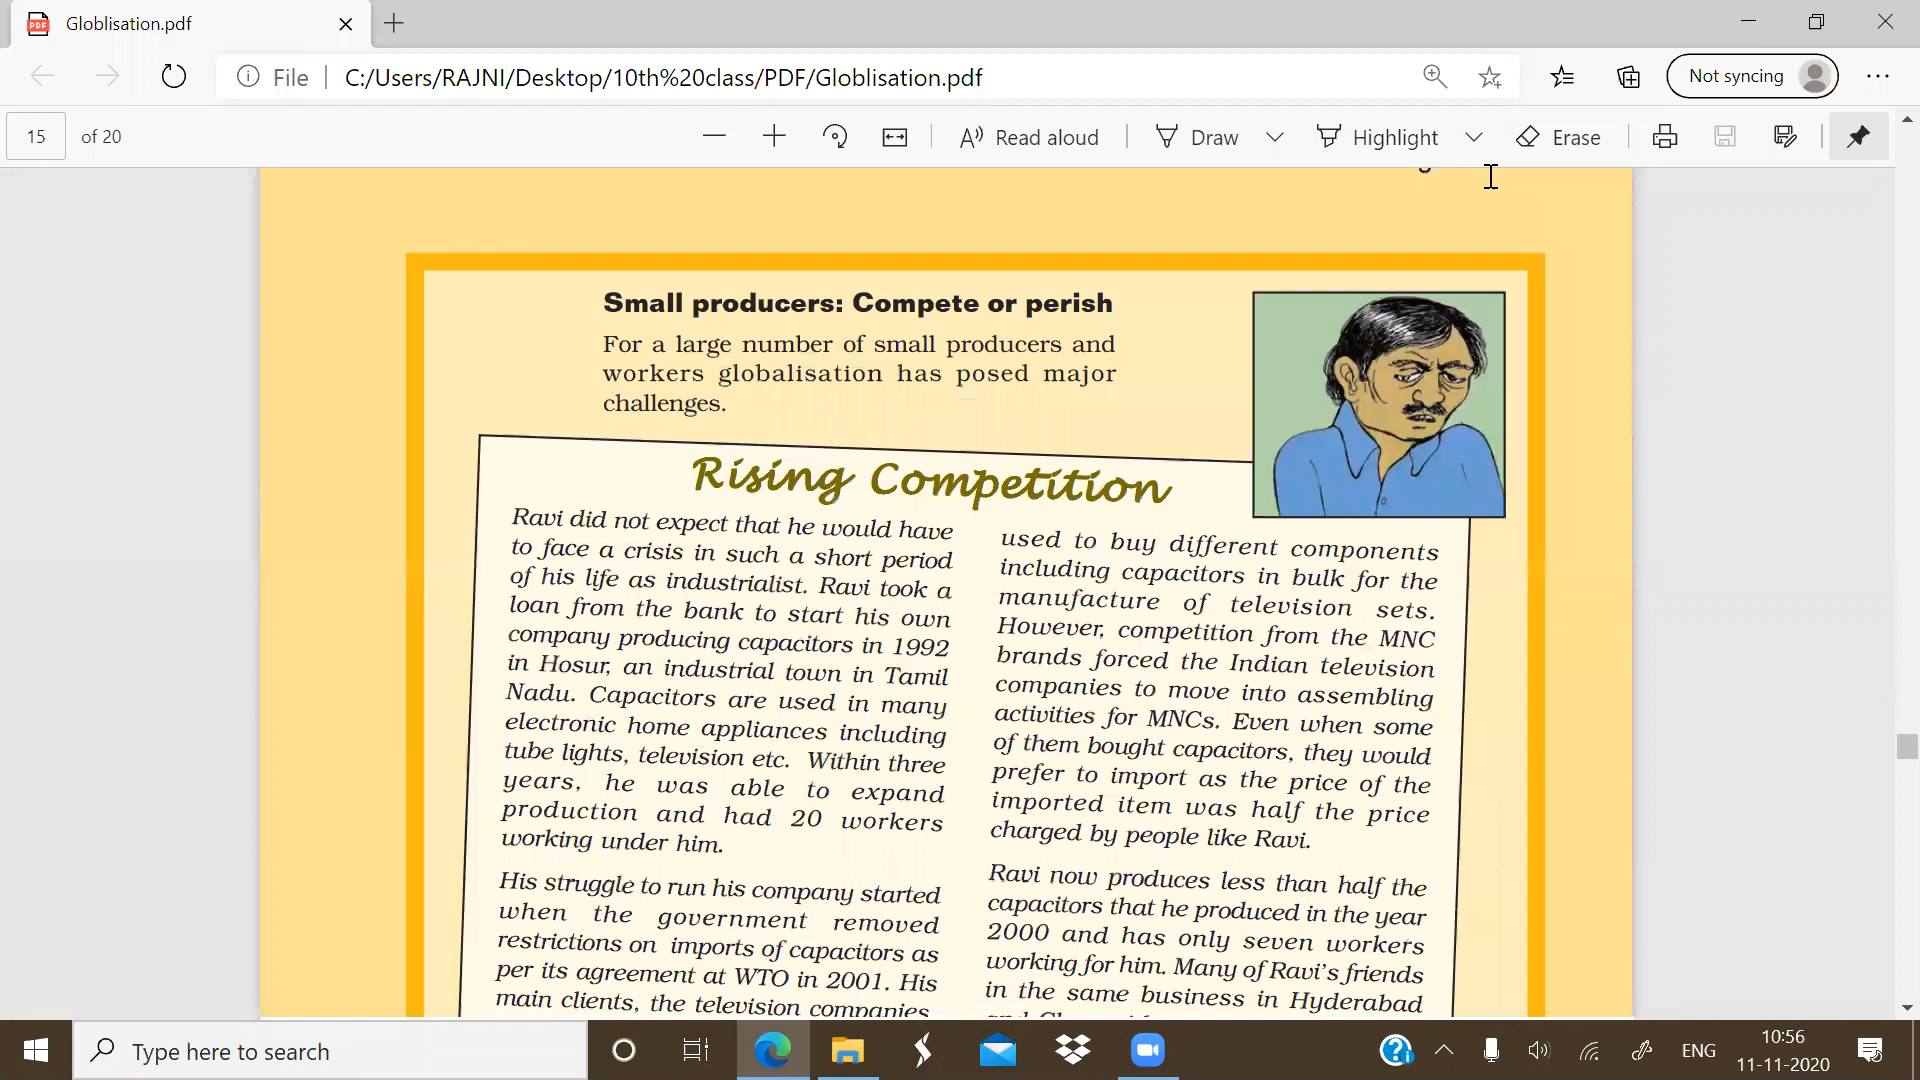 Globlisation.pdf
File
C:/Users/RAJNI/Desktop/10th%20class/PDF/Globlisation.pdf
Not syncing
15 of 20
Read aloud
Draw
Highlight
Erase
Small producers: Compete or perish
For a large number of small producers and
workers globalisation has posed major
challenges.
Rising Competition
Ravi did not expect that he would have
to face a crisis in such a short period
of his life as industrialist. Ravi took a
loan from the bank to start his own
company producing capacitors in 1992
in Hosur, an industrial town in Tamil
Nadu. Capacitors are used in many
electronic home appliances including
tube lights, television etc. Within three
years, he was able to expand
production and had 20 workers
working under him.
His struggle to run his company started
when the government removed
restrictions on imports of capacitors as
per its agreement at WTO in 2001. His
main clients, the television companies,
used to buy different components
including capacitors in bulk for the
manufacture of television sets.
However, competition from the MNC
brands forced the Indian television
companies to move into assembling
activities for MNCs. Even when some
of them bought capacitors, they would
prefer to import as the price of the
imported item was half the price
charged by people like Ravi.
Ravi now produces less than half the
capacitors that he produced in the year
2000 and has only seven workers
working for him. Many of Ravi's friends
in the same business in Hyderabad
Type here to search
ENG
10:56
11-11-2020